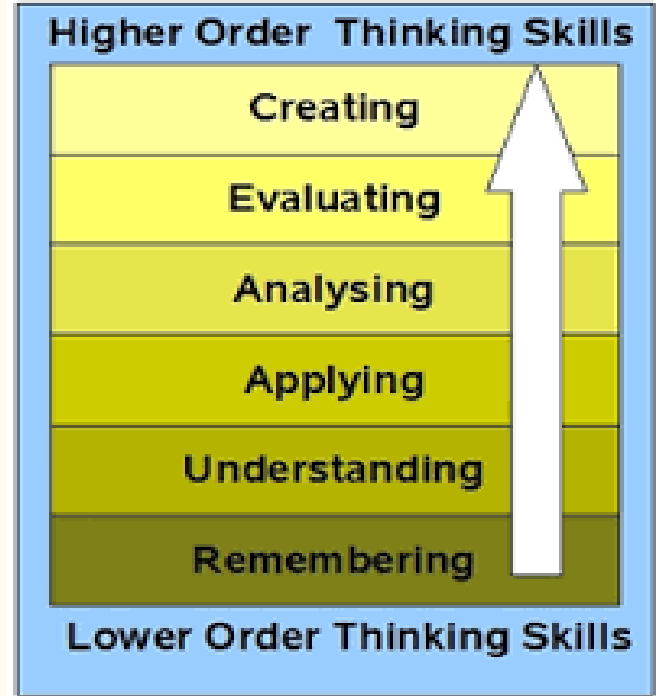 Higher Order Thinking Skills
Creating
Evaluating
Analysing
Applying
Understanding
Remembering
Lower Order Thinking Skills